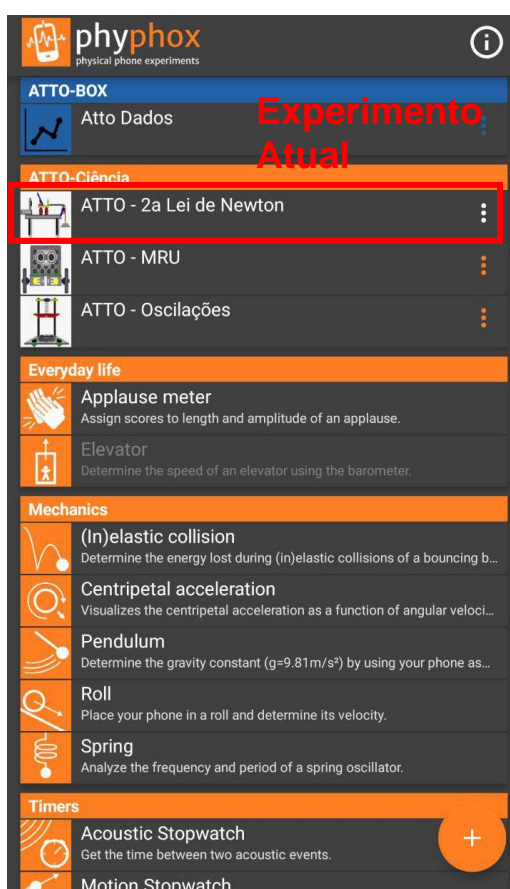 phyphox
physical phone experiments
ATTO-BOX
Atto Dados
Experimento
Atual
ATTO-Ciência
ATTO - 2a Lei de Newton
ATTO - MRU
ATTO - Oscilações
Everyday life
Applause meter
Assign scores to length and amplitude of an applause.
Elevator
Determine the speed of an elevator using the barometer.
Mechanics
(In)elastic collision
Determine the energy lost during (in)elastic collisions of a bouncing b...
Centripetal acceleration
Visualizes the centripetal acceleration as a function of angular veloci...
Pendulum
Determine the gravity constant (g=9.81m/s²) by using your phone as...
Roll
Place your phone in a roll and determine its velocity.
Spring
Analyze the frequency and period of a spring oscillator.
Timers
Acoustic Stopwatch
Get the time between two acoustic events.
+
Motion Stopwatch